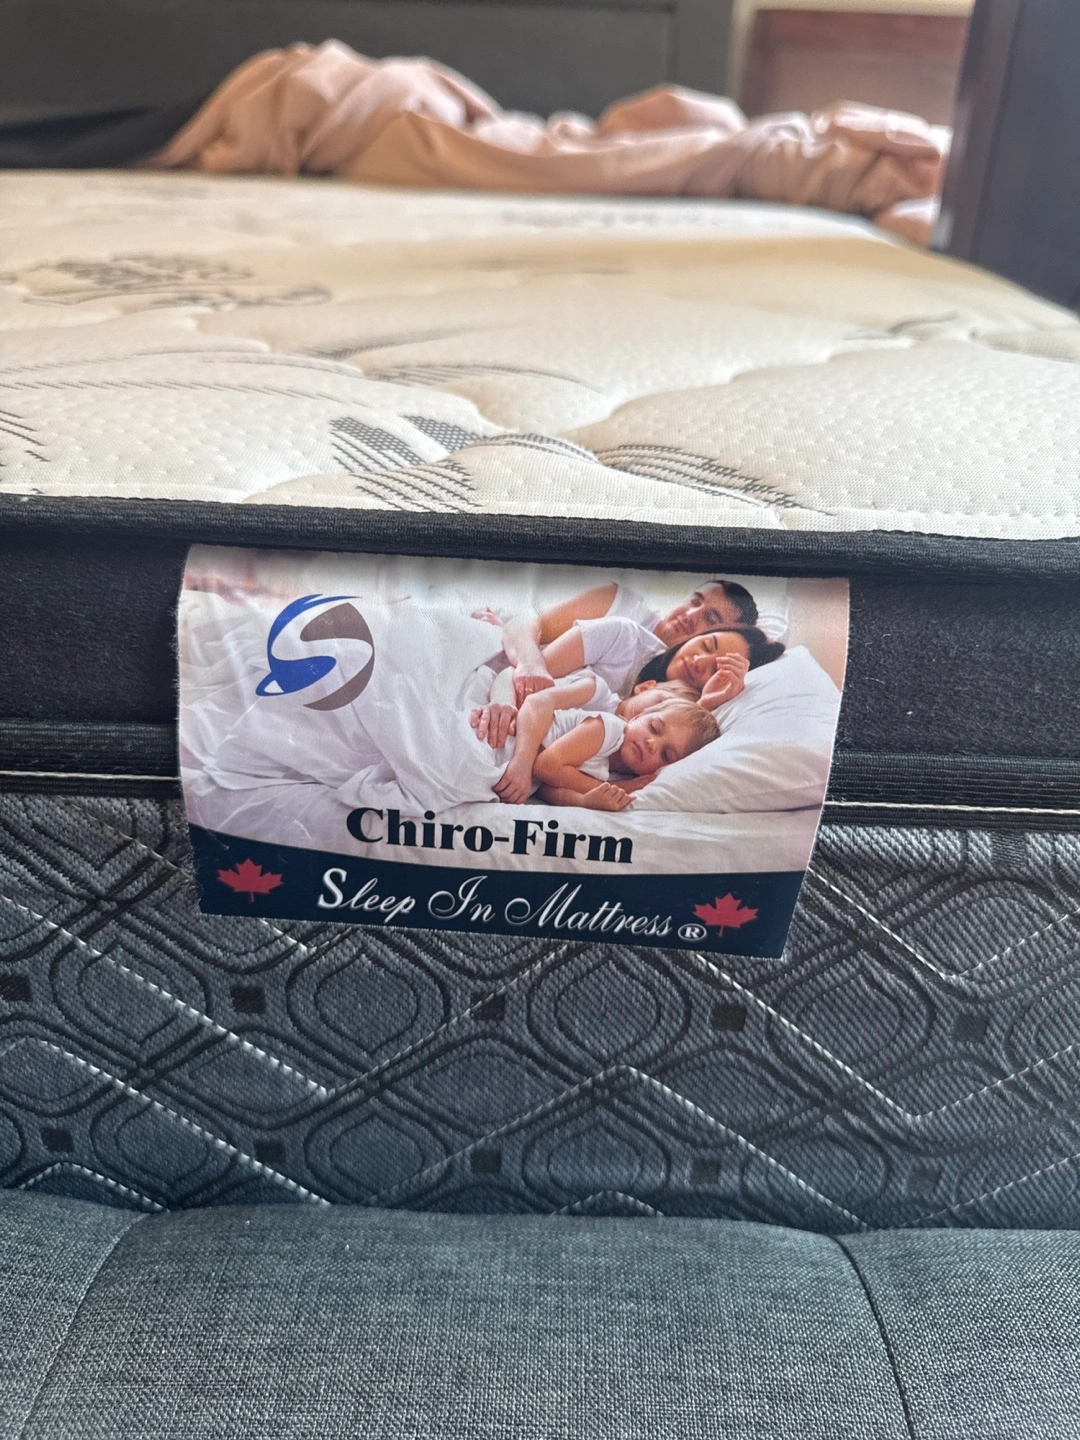 Chiro-Firm
Sleep In Mattress®